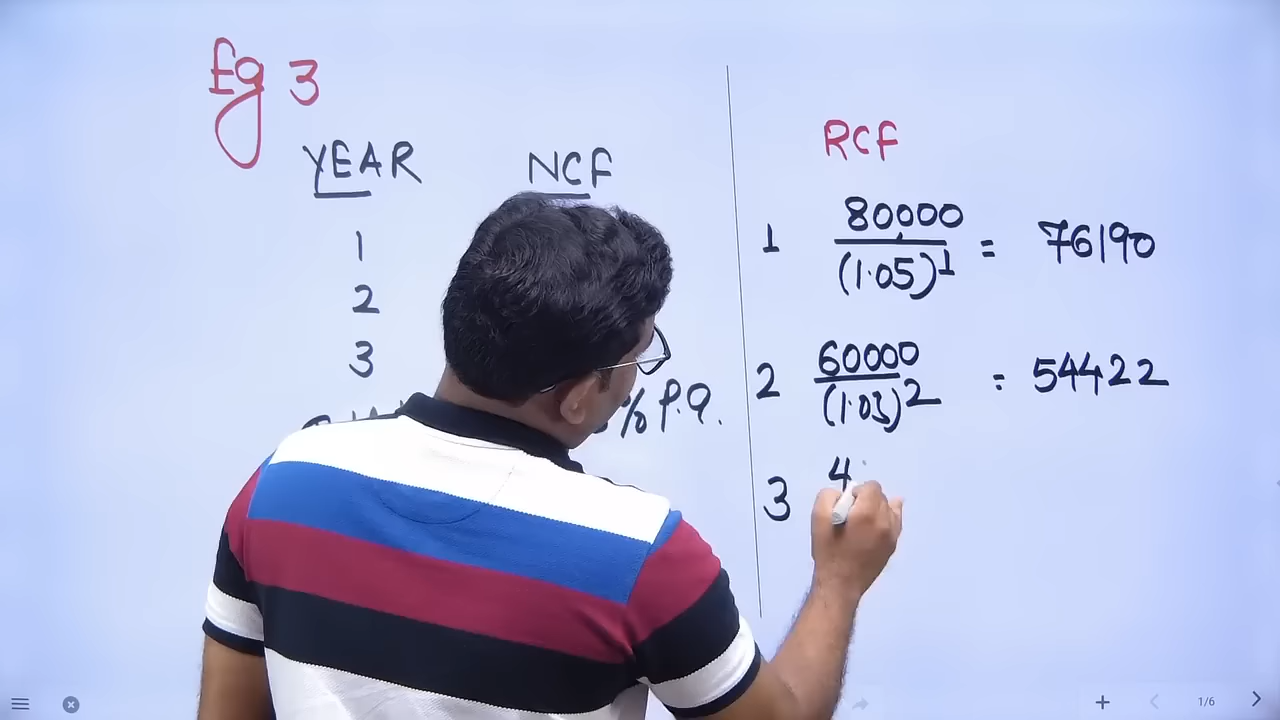 Eg 3
YEAR NCF
1
2
3
% P.a.
RCF
1 80000 / (1.05)^1 = 76190
2 60000 / (1.03)^2 = 54422
3 4
1/6